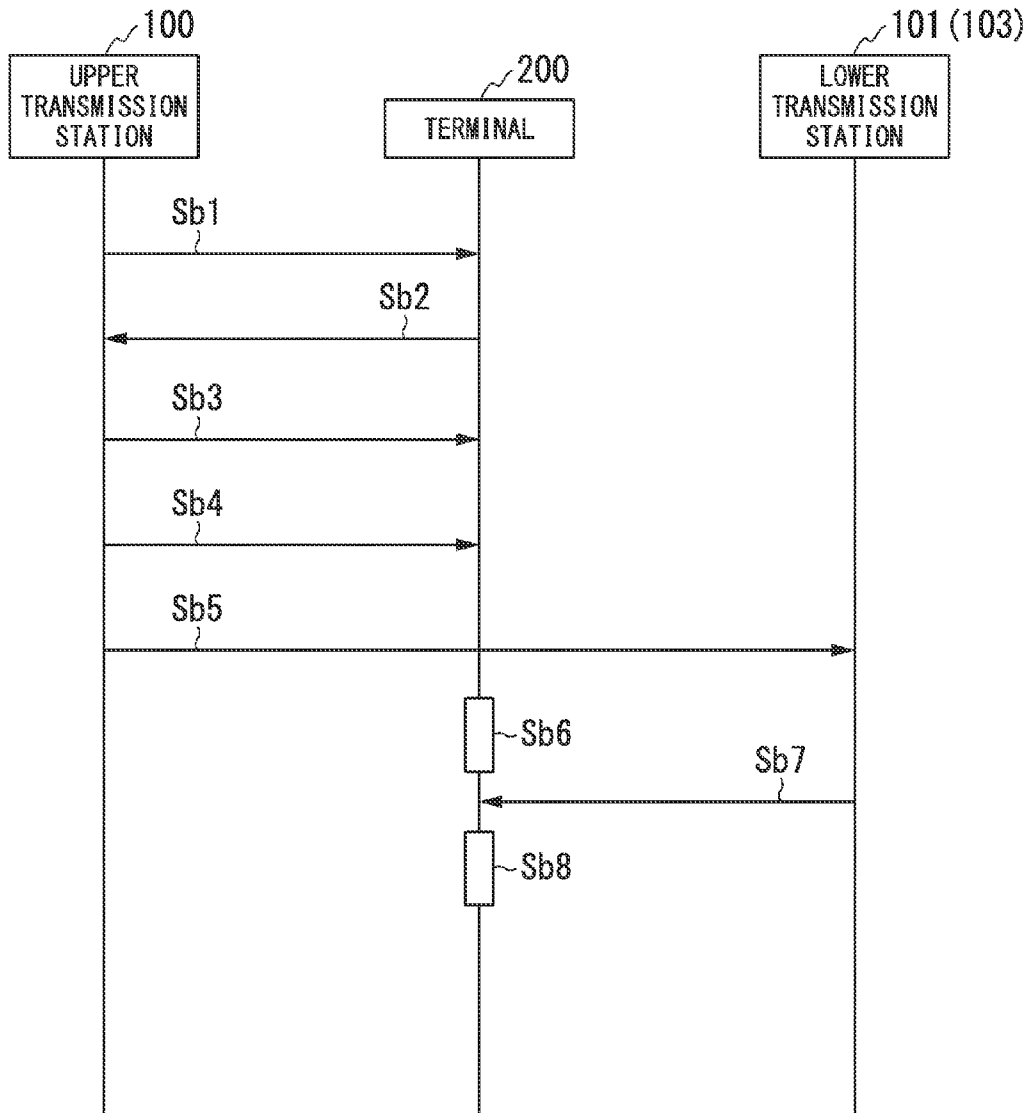 100
UPPER
TRANSMISSION
STATION
200
TERMINAL
101 (103)
LOWER
TRANSMISSION
STATION
Sb1
Sb2
Sb3
Sb4
Sb5
Sb6
Sb7
Sb8